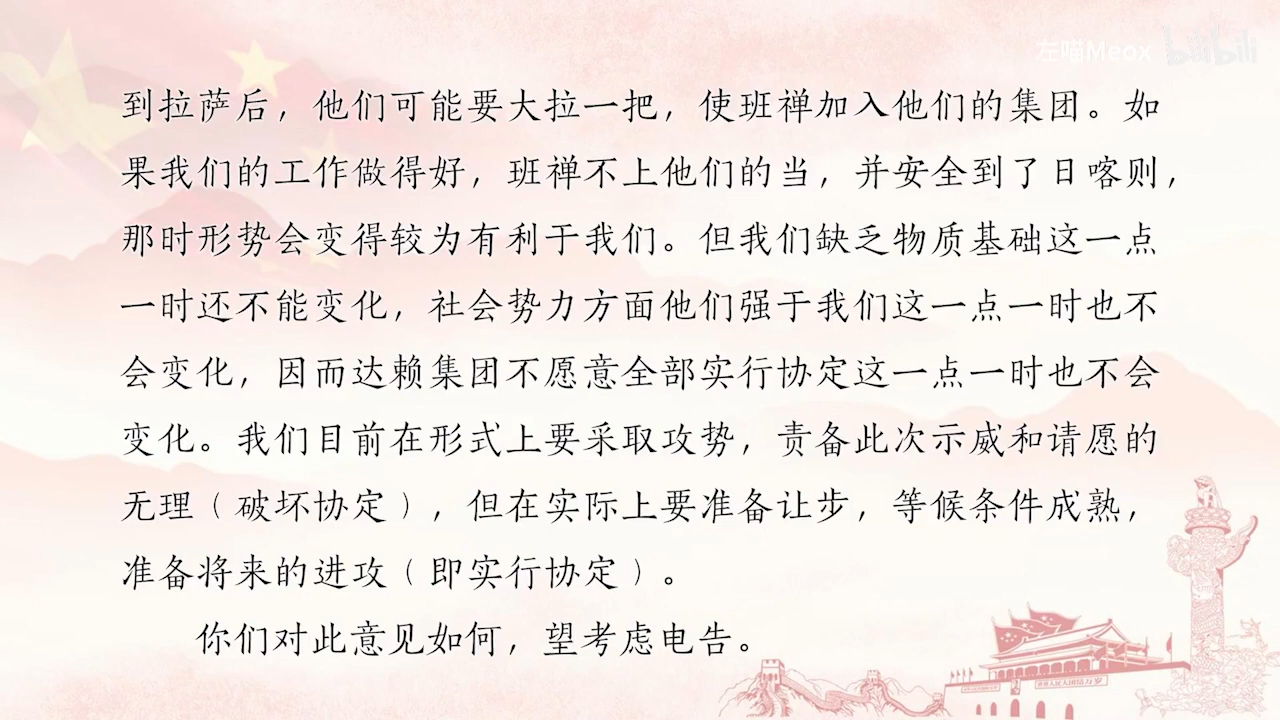 左喵Meox bilibili
到拉萨后，他们可能要大拉一把，使班禅加入他们的集团。如
果我们的工作做得好，班禅不上他们的当，并安全到了日喀则，
那时形势会变得较为有利于我们。但我们缺乏物质基础这一点
一时还不能变化，社会势力方面他们强于我们这一点一时也不
会变化，因而达赖集团不愿意全部实行协定这一点一时也不会
变化。我们目前在形式上要采取攻势，责备此次示威和请愿的
无理（破坏协定），但在实际上要准备让步，等候条件成熟，
准备将来的进攻（即实行协定）。
你们对此意见如何，望考虑电告。